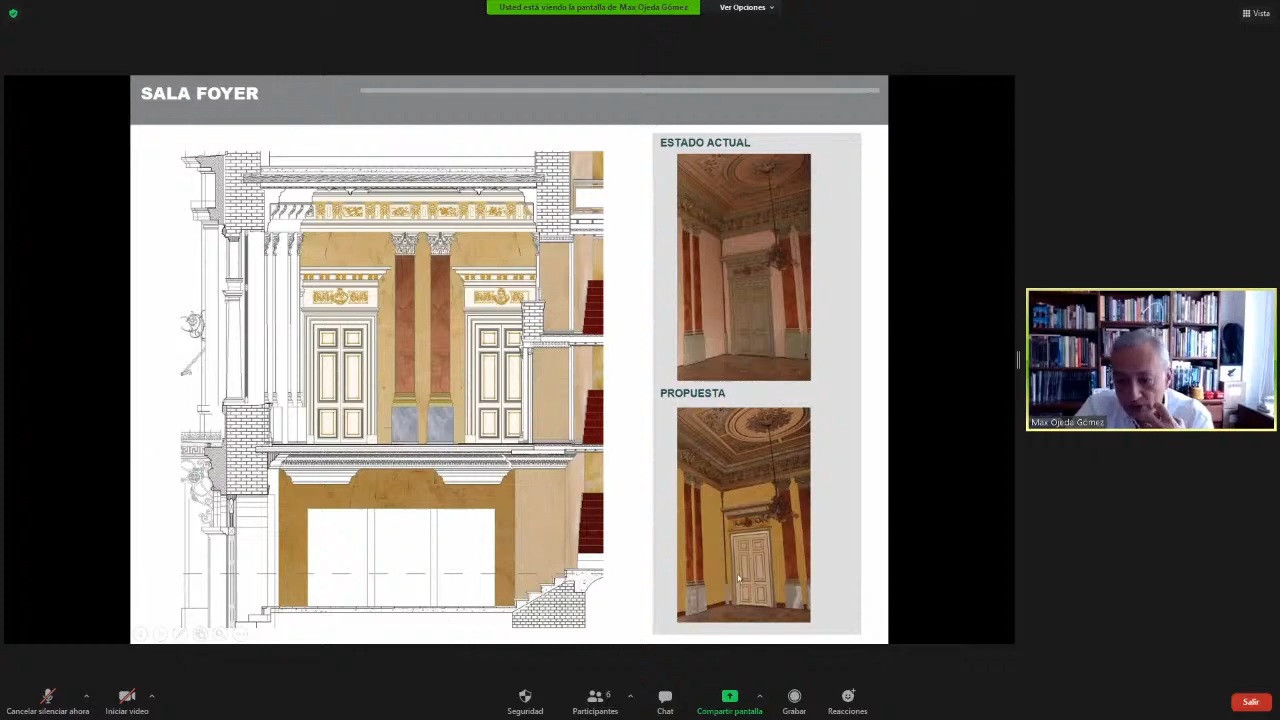 Usted está viendo la pantalla de Max Ojeda Gómez
Ver Opciones
Vista
SALA FOYER
ESTADO ACTUAL
PROPUESTA
Max Ojeda Gómez
Cancelar silenciar ahora
Iniciar video
Seguridad
Participantes
6
Chat
Compartir pantalla
Grabar
Reacciones
Salir